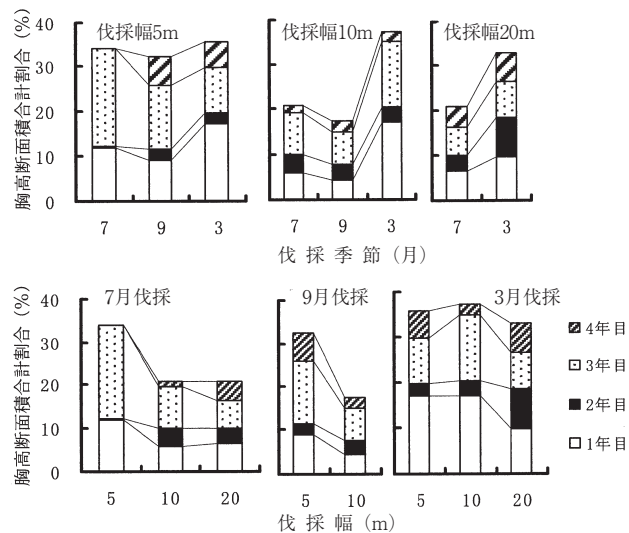 胸高断面積合計割合 (%)
40
30
20
10
0
伐採幅5m
伐採幅10m
伐採幅20m
7 9 3
7 9 3
7 3
伐採季節(月)
胸高断面積合計割合 (%)
40
30
20
10
0
7月伐採
9月伐採
3月伐採
4年目
3年目
2年目
1年目
5 10 20
5 10
5 10 20
伐採幅(m)